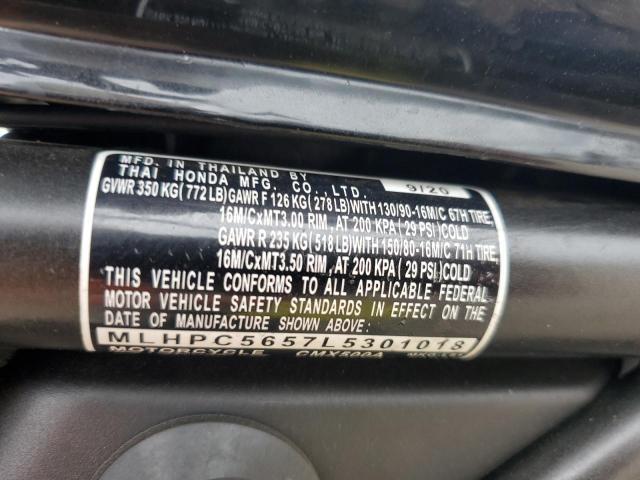 MFD. IN THAILAND BY
THAI HONDA MFG. CO., LTD. 9/20
GVWR 350 KG( 772 LB)GAWR F 126 KG( 278 LB)WITH 130/90-16M/C 67H TIRE,
16M/CxMT3.00 RIM, AT 200 KPA ( 29 PSI )COLD
GAWR R 235 KG( 518 LB)WITH 150/80-16M/C 71H TIRE,
16M/CxMT3.50 RIM, AT 200 KPA ( 29 PSI )COLD
THIS VEHICLE CONFORMS TO ALL APPLICABLE FEDERAL
MOTOR VEHICLE SAFETY STANDARDS IN EFFECT ON THE
DATE OF MANUFACTURE SHOWN ABOVE:
MLHPC5657L5301018
MOTORCYCLE CMX500A